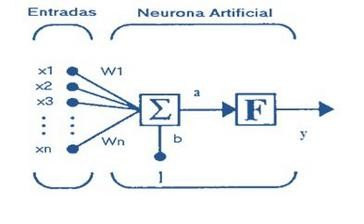 Entradas Neurona Artificial
x1 W1
x2
x3 Σ a F
y
b
xn Wn
1